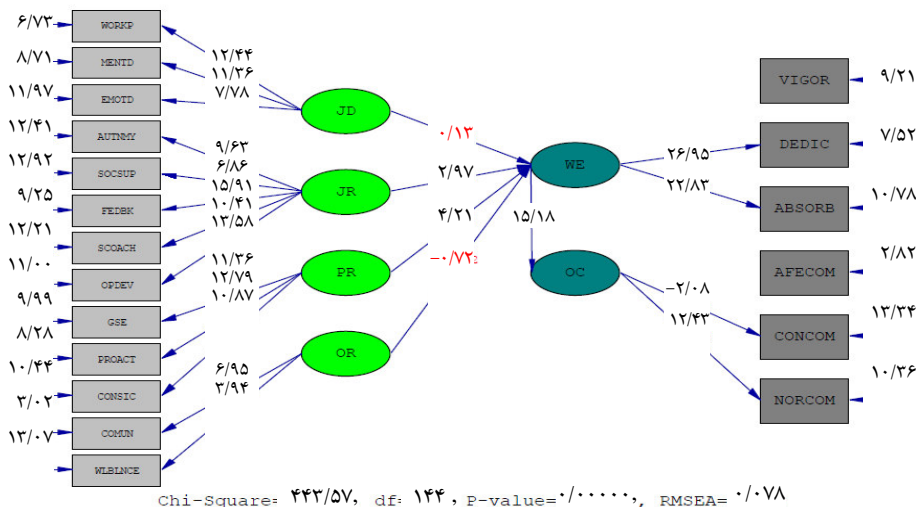 ۶/۷۳
WORKP
۱۲/۴۴
۸/۷۱
MENTD
۱۱/۳۶
۹/۲۱
VIGOR
۱۱/۹۷
EMOTD
۷/۷۸
JD
۱۲/۴۱
AUTNMY
۹/۶۳
۰/۱۳
۷/۵۲
DEDIC
۲۶/۹۵
۱۲/۹۲
SOCSUP
۶/۸۶
۲/۹۷
WE
۲۲/۸۳
۹/۲۵
FEDBK
۱۵/۹۱
JR
۱۰/۷۸
ABSORB
۱۰/۴۱
۴/۲۱
۱۵/۱۸
۱۲/۲۱
SCOACH
۱۳/۵۸
۱۱/۰۰
OPDEV
۱۱/۳۶
PR
−۰/۷۲۲
OC
۲/۸۲
AFECOM
۱۲/۷۹
۹/۹۹
GSE
۱۰/۸۷
−۲/۰۸
۱۳/۳۴
CONCOM
۱۲/۴۳
۸/۲۸
PROACT
OR
۱۰/۴۴
CONSIC
۶/۹۵
۱۰/۳۶
NORCOM
۳/۰۲
COMUN
۳/۹۴
۱۳/۰۷
WLBLNCE
Chi-Square: ۴۴۳/۵۷, df: ۱۴۴, P-value=۰/۰۰۰۰۰,, RMSEA= ۰/۰۷۸